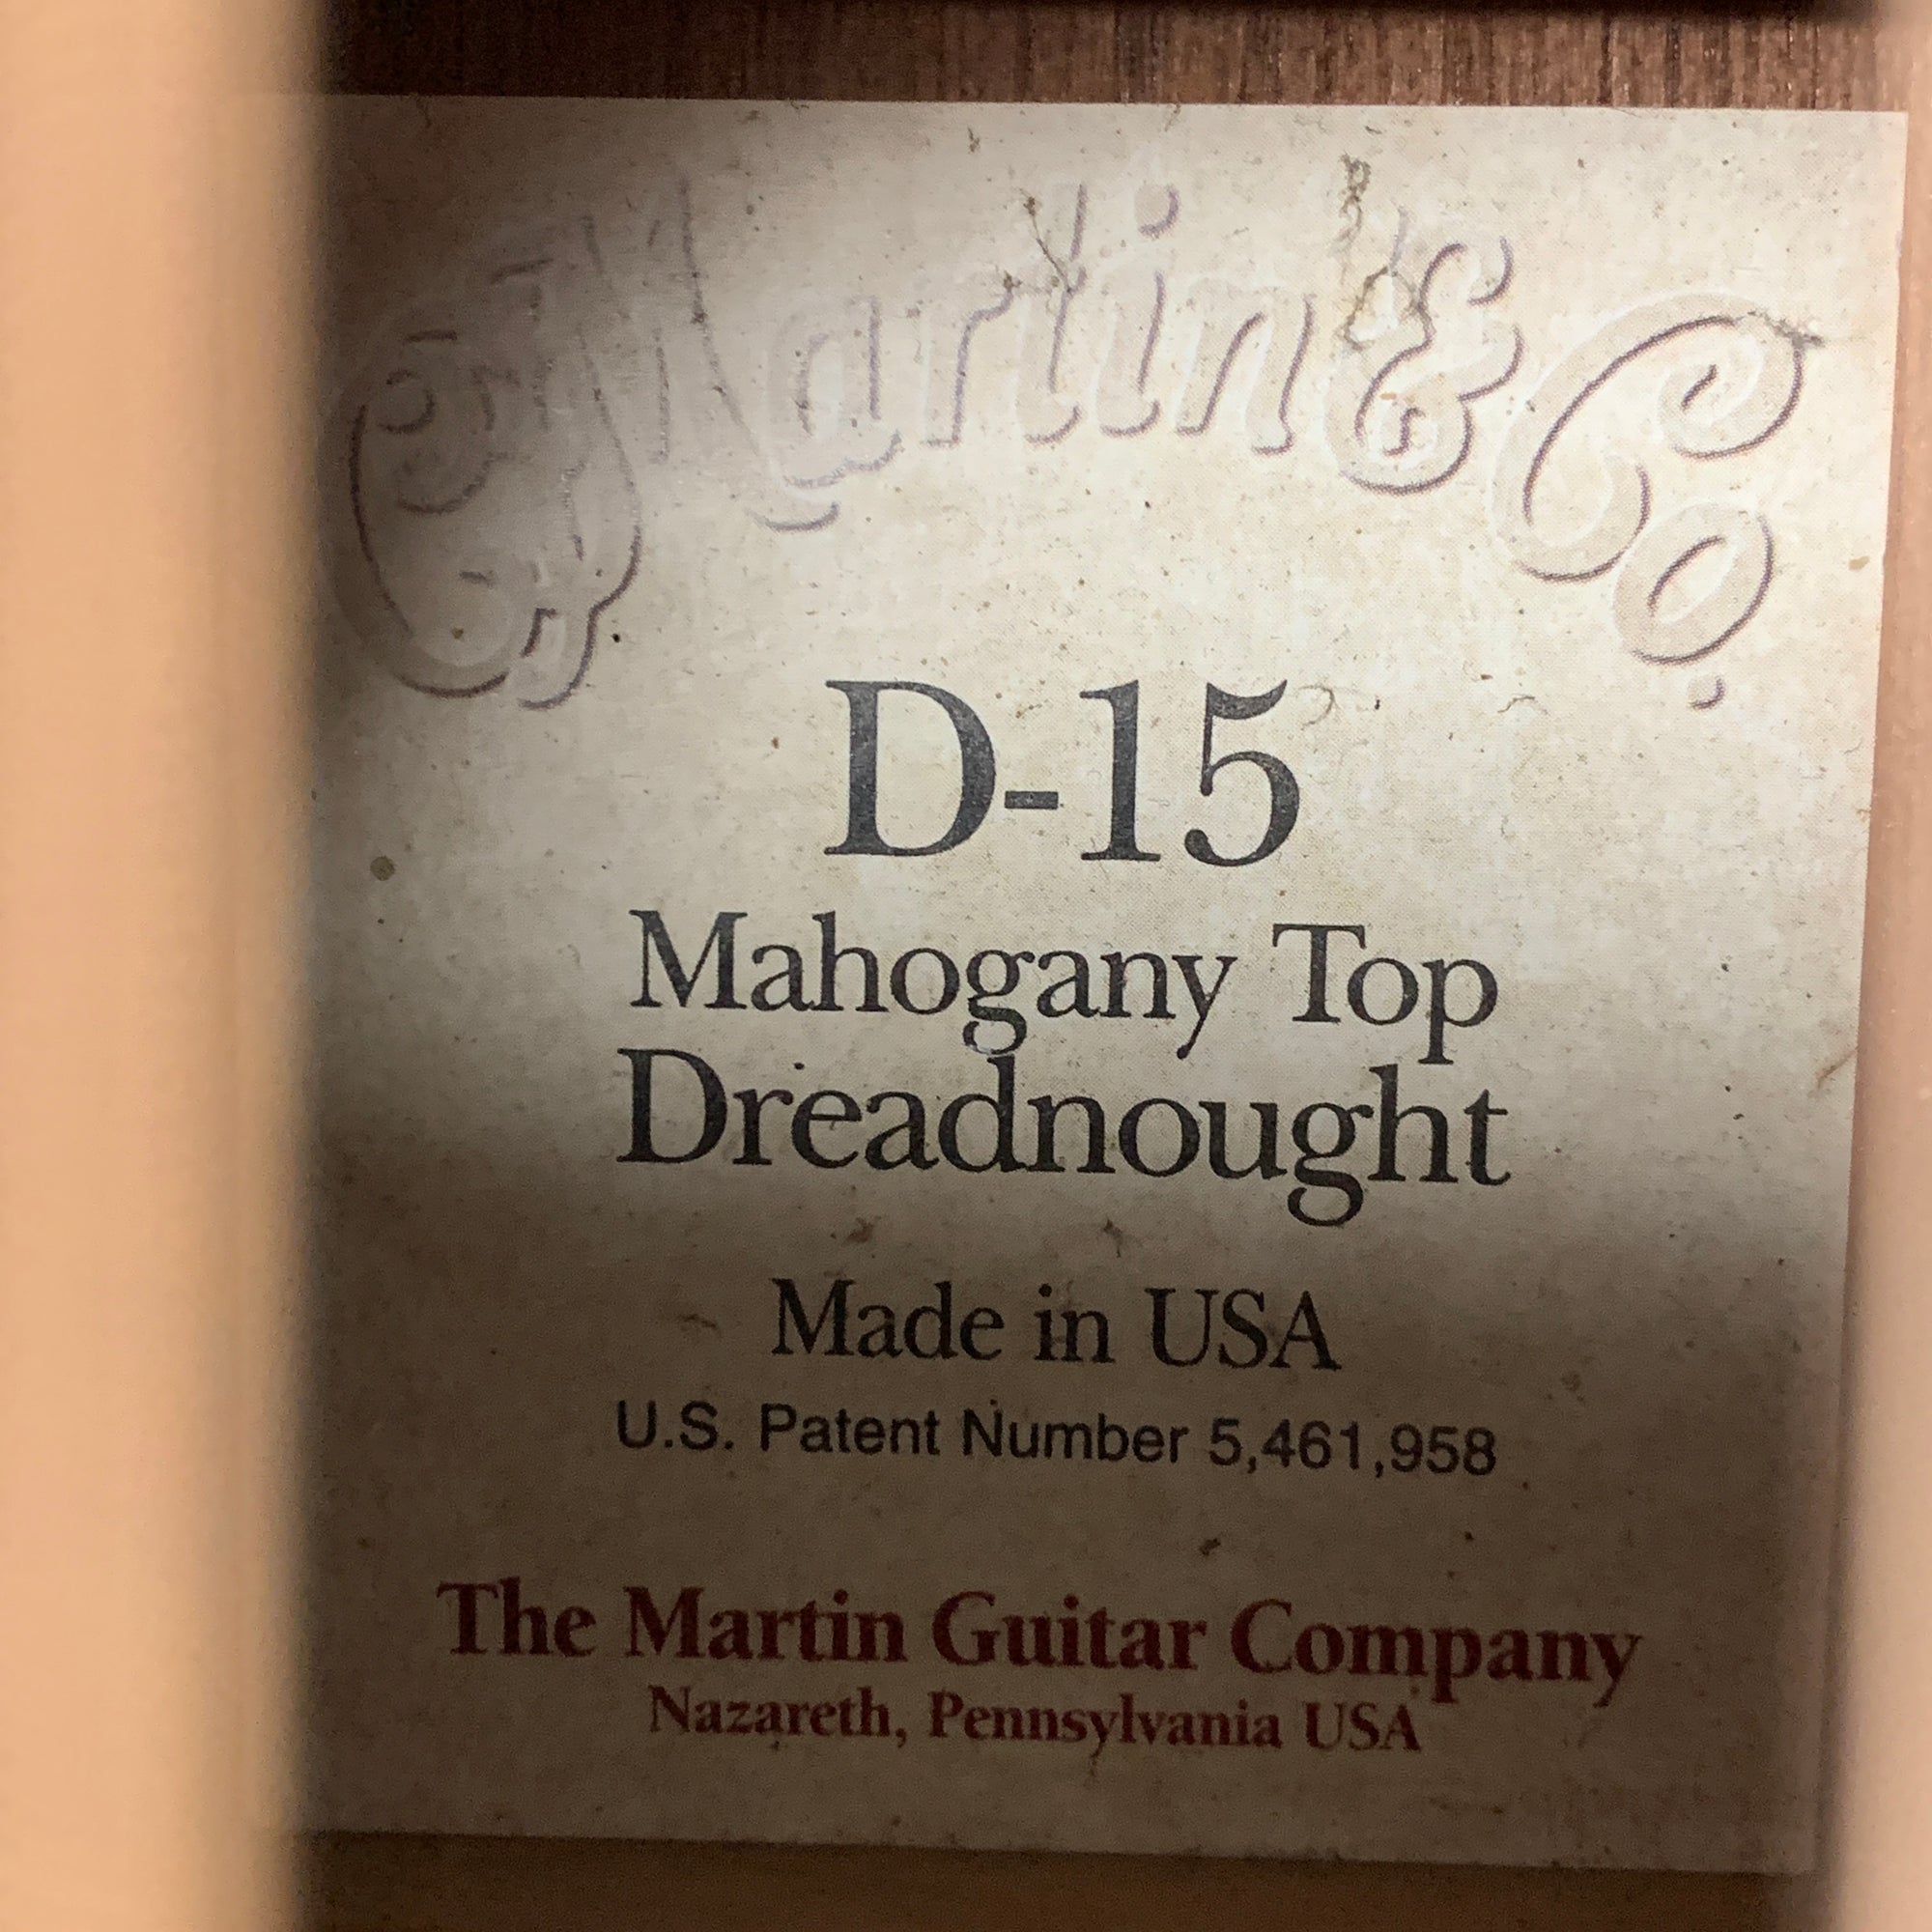 Martin & Co.
D-15
Mahogany Top
Dreadnought
Made in USA
U.S. Patent Number 5,461,958
The Martin Guitar Company
Nazareth, Pennsylvania USA